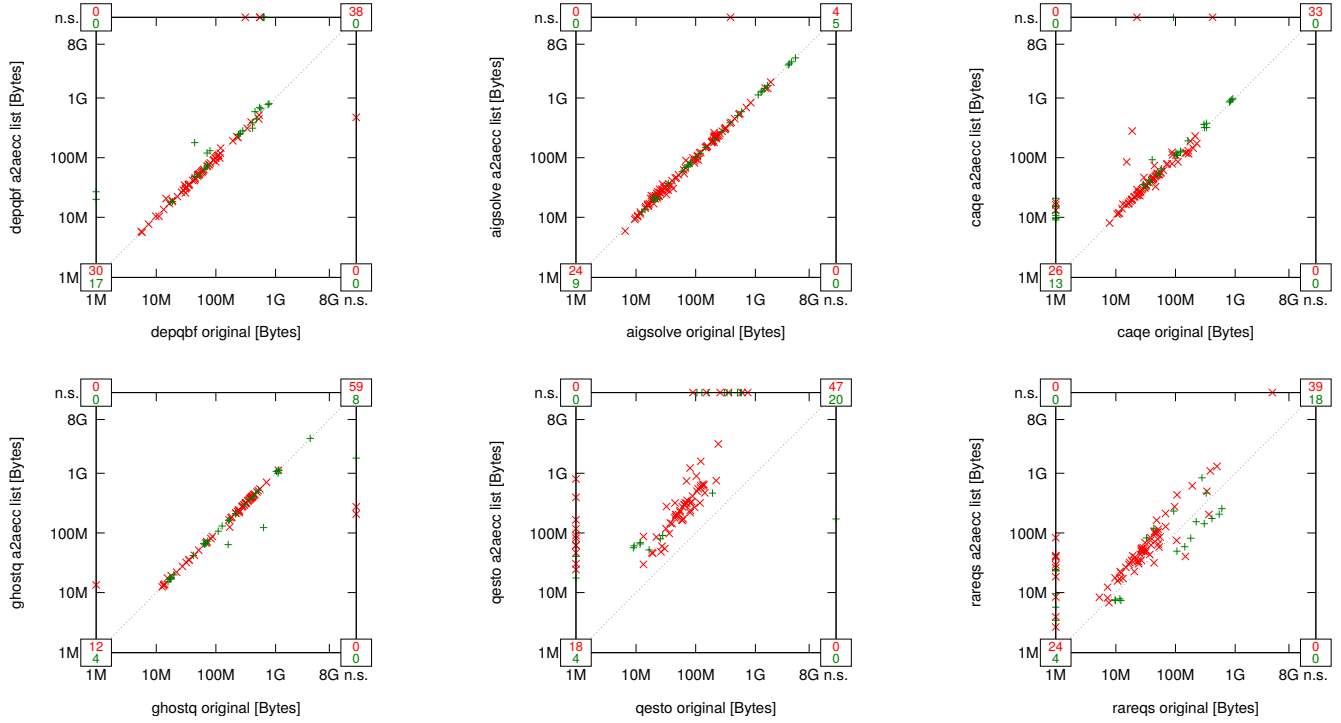 n.s. 0 38
0 0
8G
1G
100M
10M
1M 30 0
17 0
1M 10M 100M 1G 8G n.s.
depqbf a2aecc list [Bytes]
depqbf original [Bytes]
n.s. 0 4
0 5
8G
1G
100M
10M
1M 24 0
9 0
1M 10M 100M 1G 8G n.s.
aigsolve a2aecc list [Bytes]
aigsolve original [Bytes]
n.s. 0 33
0 0
8G
1G
100M
10M
1M 26 0
13 0
1M 10M 100M 1G 8G n.s.
caqe a2aecc list [Bytes]
caqe original [Bytes]
n.s. 0 59
0 8
8G
1G
100M
10M
1M 12 0
4 0
1M 10M 100M 1G 8G n.s.
ghostq a2aecc list [Bytes]
ghostq original [Bytes]
n.s. 0 47
0 20
8G
1G
100M
10M
1M 18 0
4 0
1M 10M 100M 1G 8G n.s.
qesto a2aecc list [Bytes]
qesto original [Bytes]
n.s. 0 39
0 18
8G
1G
100M
10M
1M 24 0
4 0
1M 10M 100M 1G 8G n.s.
rareqs a2aecc list [Bytes]
rareqs original [Bytes]